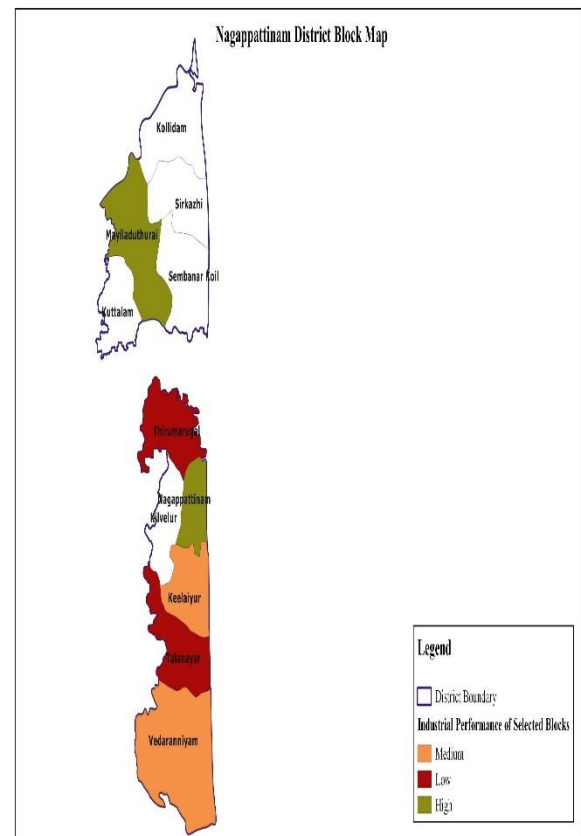 Nagappattinam District Block Map
Kollidam
Sirkazhi
Mayiladuthurai
Sembanar Koil
Kuttalam
Thirumarugal
Nagappattinam
Kilvelur
Keelaiyur
Talanayar
Vedaranniyam
Legend
District Boundary
Industrial Performance of Selected Blocks
Medium
Low
High